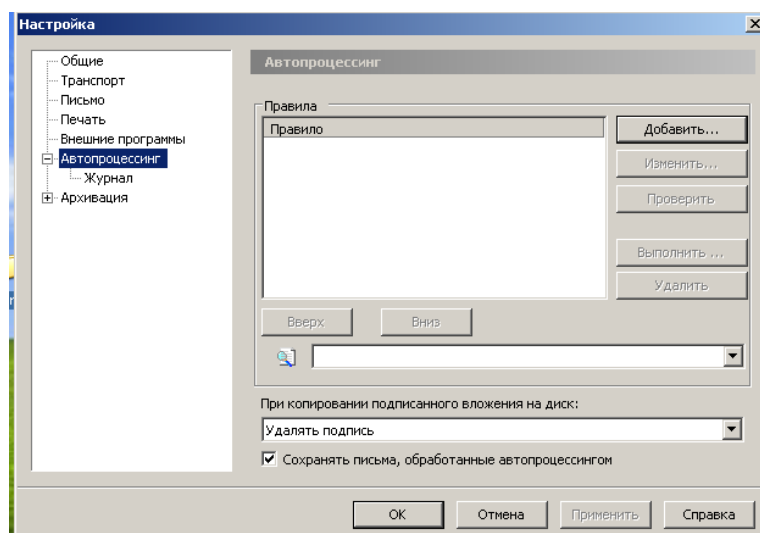 Настройка
Общие
Транспорт
Письмо
Печать
Внешние программы
Автопроцессинг
Журнал
Архивация
Автопроцессинг
Правила
Правило
Добавить...
Изменить...
Проверить
Выполнить ...
Удалить
Вверх Вниз
При копировании подписанного вложения на диск:
Удалять подпись
Сохранять письма, обработанные автопроцессингом
ОК Отмена Применить Справка